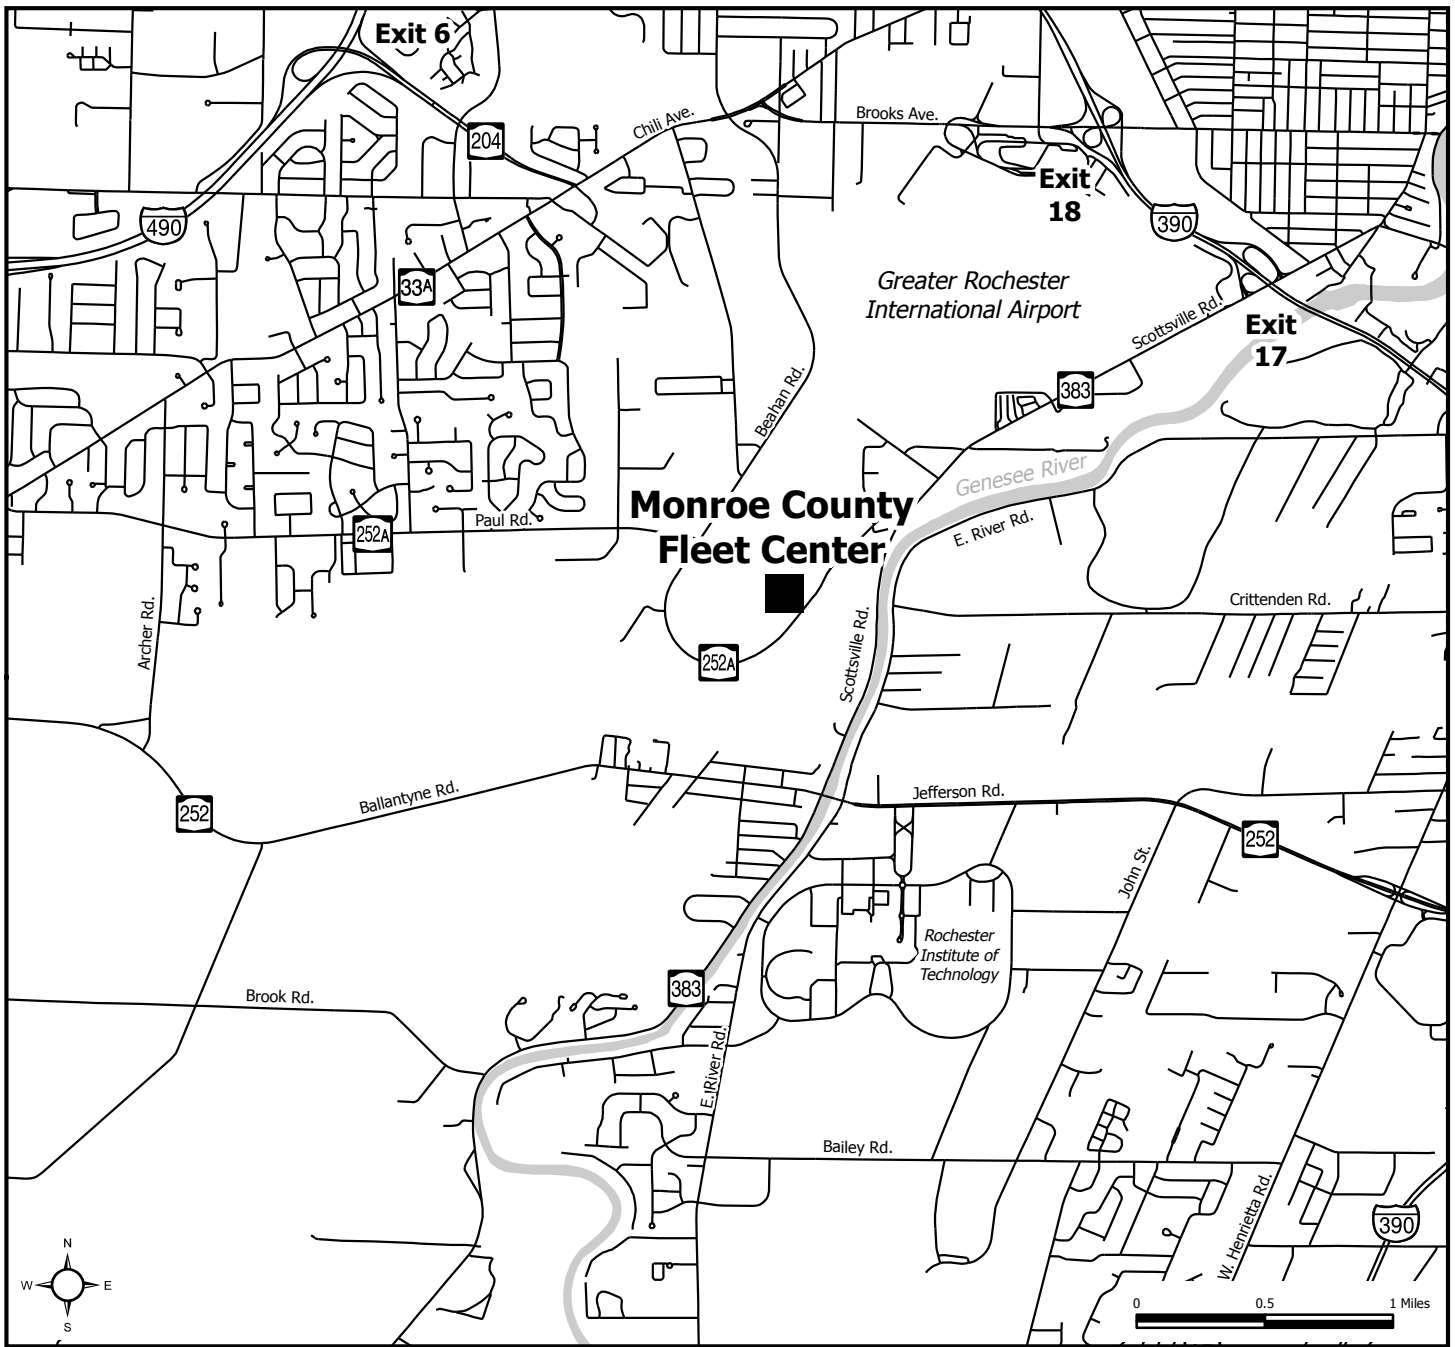 Exit 6
204
Chili Ave.
Brooks Ave.
Exit
18
490
390
33A
Greater Rochester
International Airport
Scottsville Rd.
Exit
17
383
Beahan Rd.
Genesee River
Monroe County
Fleet Center
Paul Rd.
252A
E. River Rd.
Crittenden Rd.
Archer Rd.
Scottsville Rd.
252A
Ballantyne Rd.
Jefferson Rd.
252
252
John St.
Rochester
Institute of
Technology
383
Brook Rd.
E. River Rd.
Bailey Rd.
W. Henrietta Rd.
390
N
W E
S
0 0.5 1 Miles